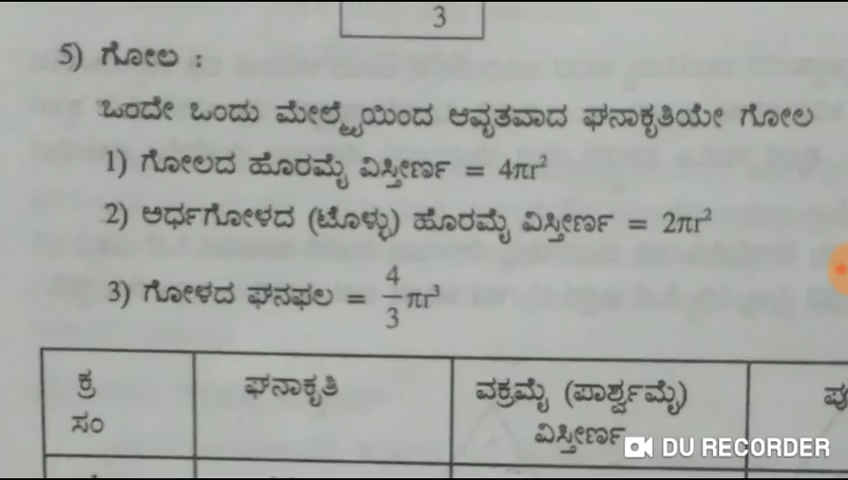 3
5) ಗೋಲ :
ಒಂದೇ ಒಂದು ಮೇಲ್ಮೈಯಿಂದ ಆವೃತವಾದ ಘನಾಕೃತಿಯೇ ಗೋಲ
1) ಗೋಲದ ಹೊರಮೈ ವಿಸ್ತೀರ್ಣ = 4πr²
2) ಅರ್ಧಗೋಳದ (ಟೊಳ್ಳು) ಹೊರಮೈ ವಿಸ್ತೀರ್ಣ = 2πr²
3) ಗೋಳದ ಘನಫಲ = 4/3 πr³
ಕ್ರ ಸಂ
ಘನಾಕೃತಿ
ವಕ್ರಮೈ (ಪಾರ್ಶ್ವಮೈ)
ವಿಸ್ತೀರ್ಣ
DU RECORDER